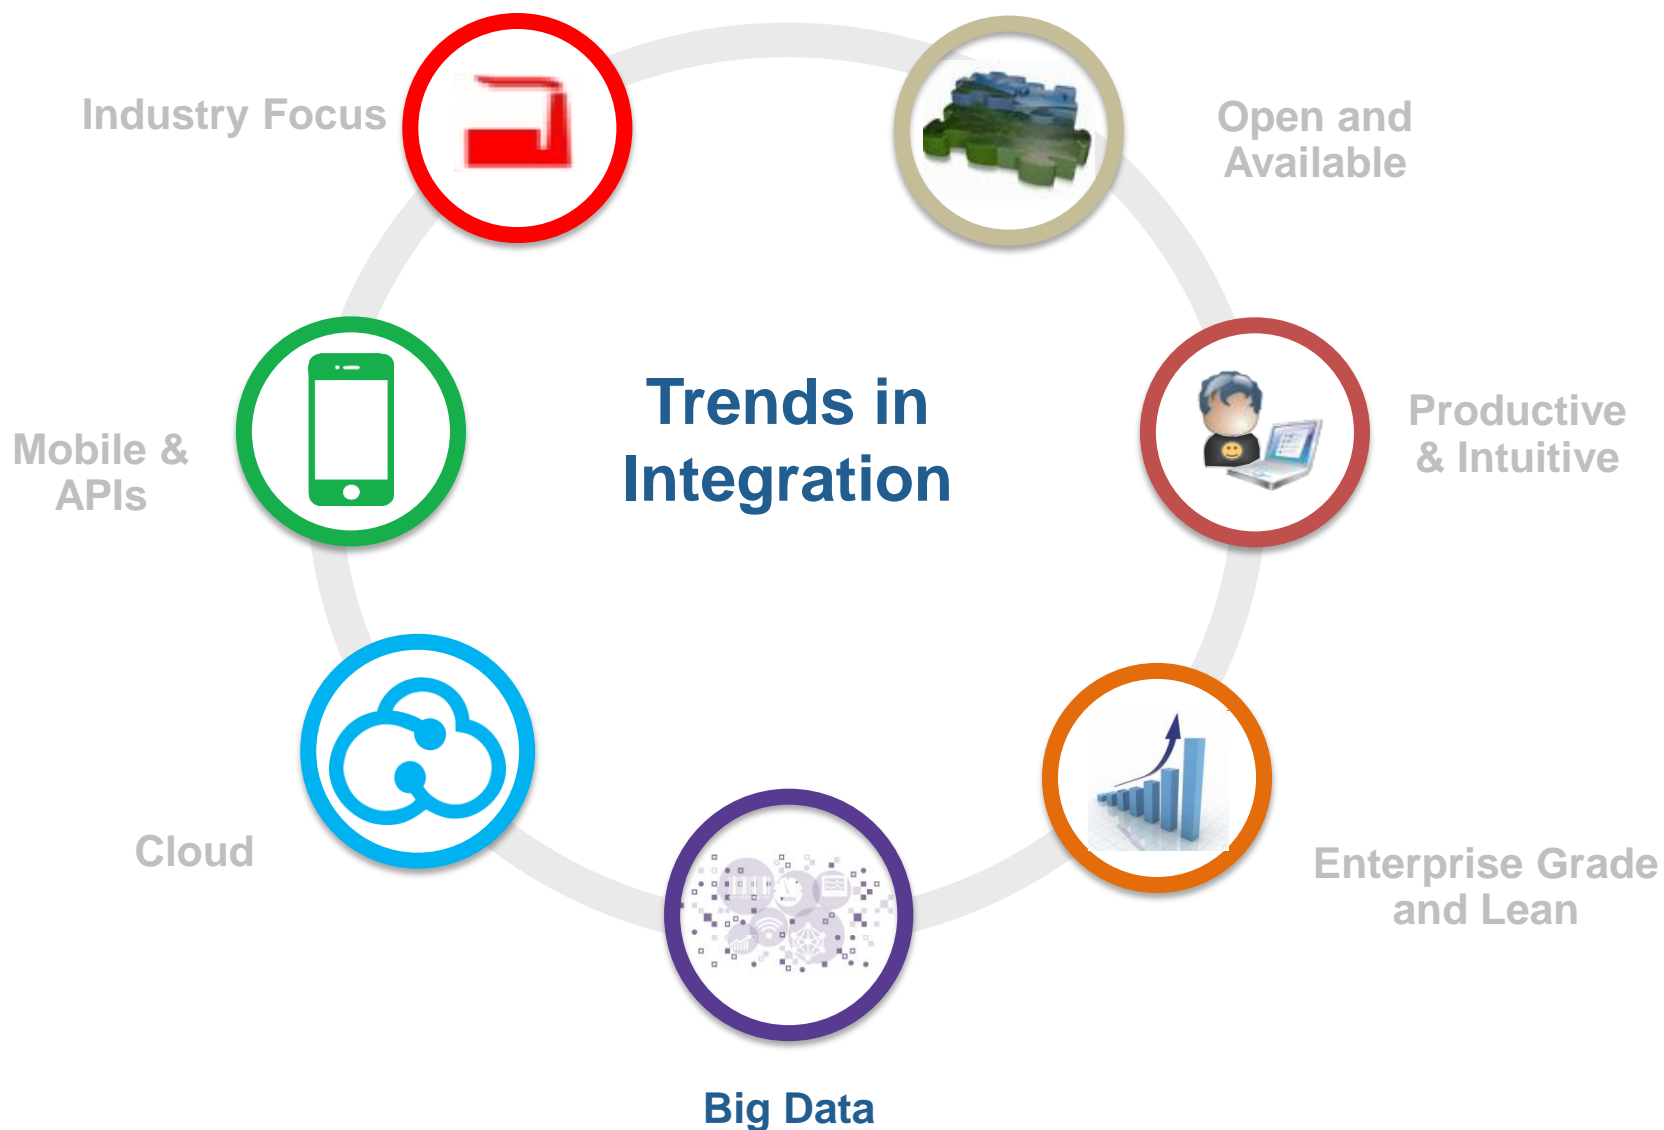 Industry Focus
Open and
Available
Trends in
Integration
Productive
& Intuitive
Mobile &
APIs
Cloud
Enterprise Grade
and Lean
Big Data